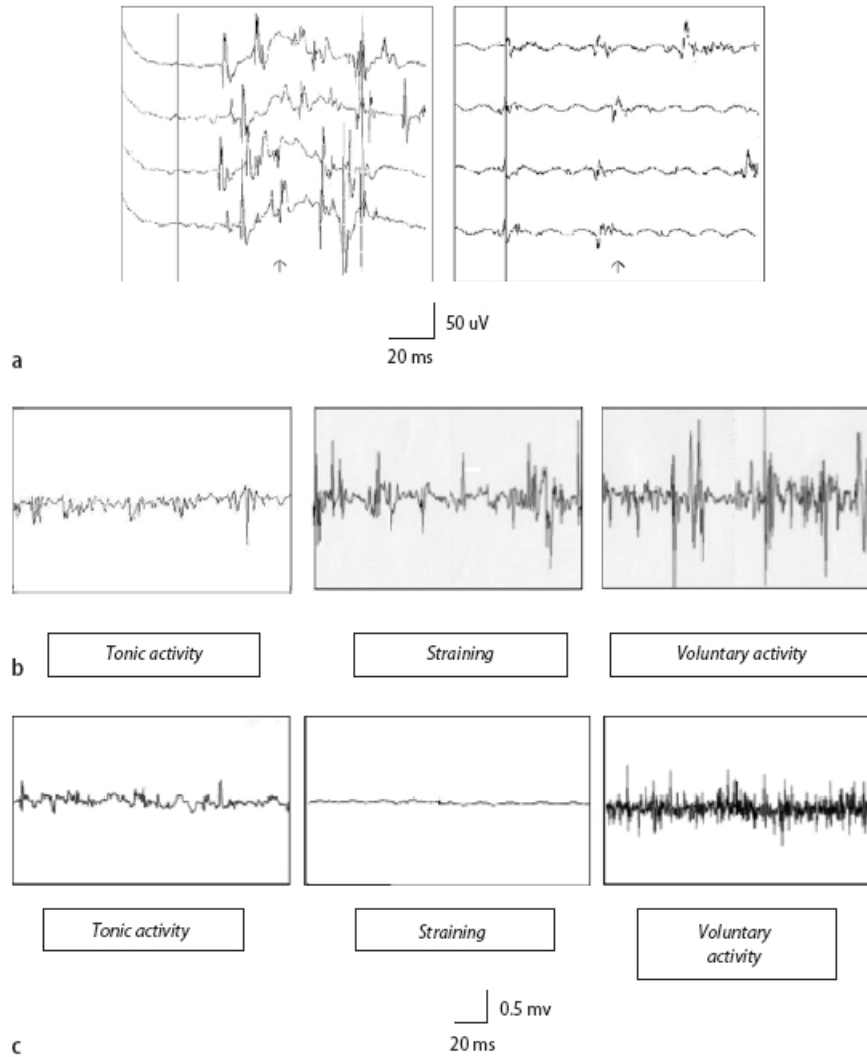 50 uV
20 ms
a
Tonic activity
Straining
Voluntary activity
b
Tonic activity
Straining
Voluntary
activity
0.5 mv
20 ms
c